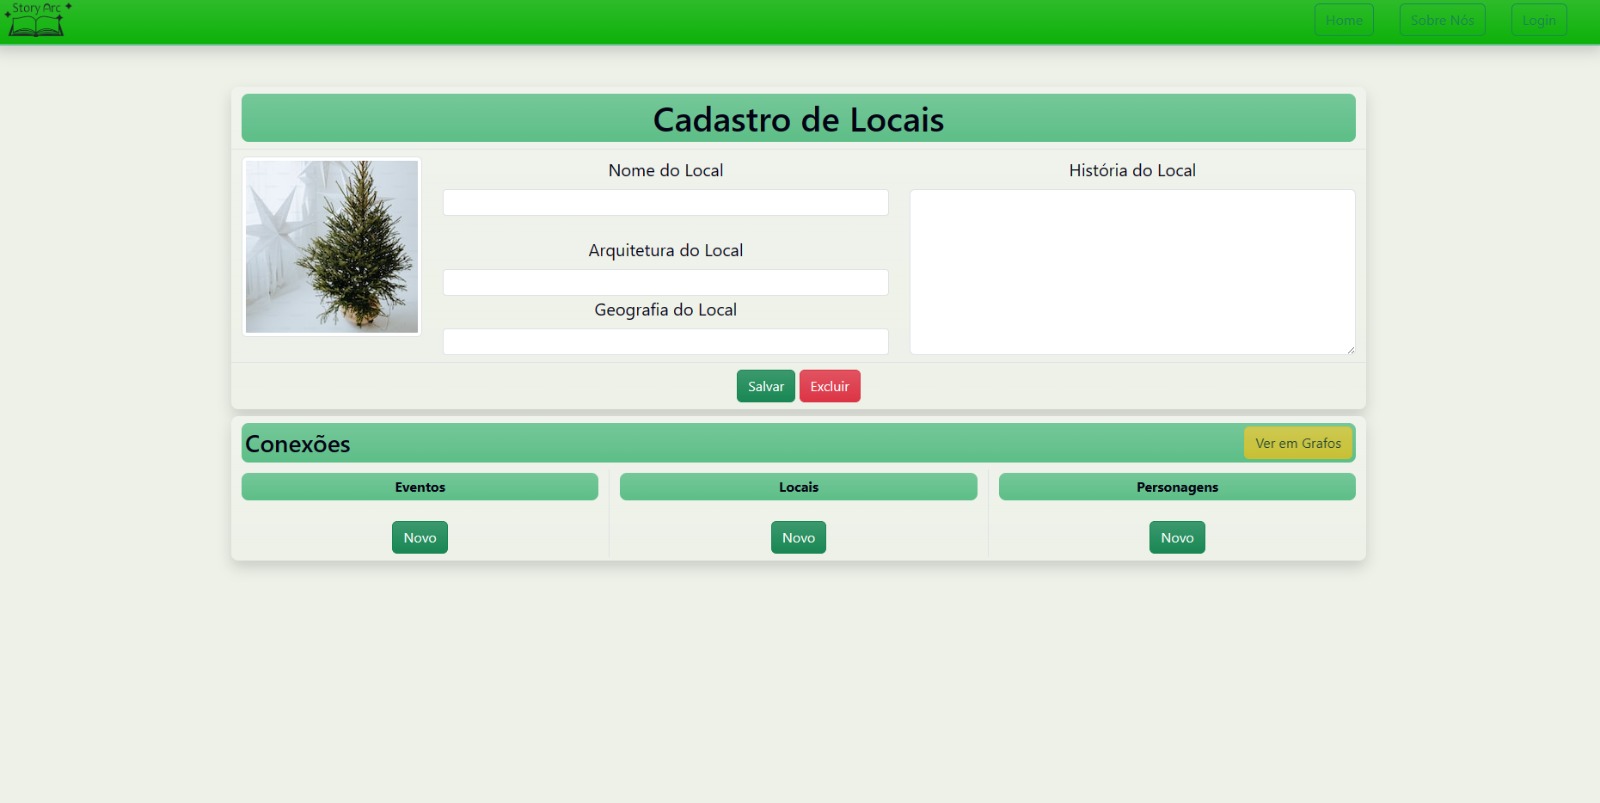 Story Arc
Home
Sobre Nós
Login
Cadastro de Locais
Nome do Local
Arquitetura do Local
Geografia do Local
História do Local
Salvar
Excluir
Conexões
Ver em Grafos
Eventos
Locais
Personagens
Novo
Novo
Novo